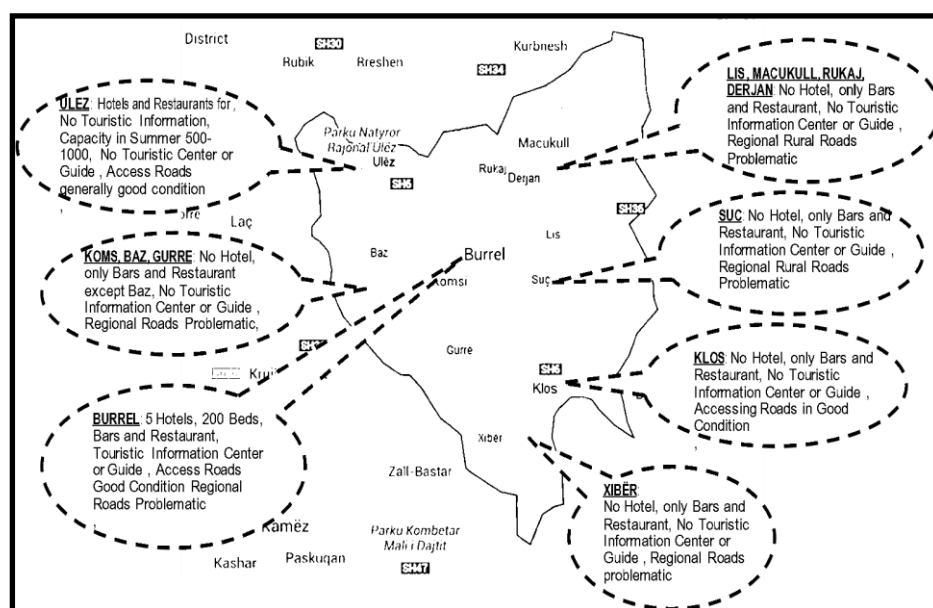 District
SH30
Rubik
Rreshen
Kurbnesh
SH34
ULEZ: Hotels and Restaurants for,
No Touristic Information,
Capacity in Summer 500-
1000, No Touristic Center or
Guide , Access Roads
generally good condition
,
LIS, MACUKULL, RUKAJ,
DERJAN: No Hotel, only Bars
and Restaurant, No Touristic
Information Center or Guide ,
Regional Rural Roads
Problematic
Parku Natyror
Rajonal Ulëz
Ulëz
SH6
Macukull
Rukaj
Derjan
SH36
Laç
Lis
Baz
Burrel
Komsi
Suç
SUC: No Hotel, only Bars and
Restaurant, No Touristic
Information Center or Guide ,
Regional Rural Roads
Problematic
KOMS, BAZ, GURRE: No Hotel,
only Bars and Restaurant
except Baz, No Touristic
Information Center or Guide ,
Regional Roads Problematic,
Gurrë
SH6
Klos
KLOS: No Hotel, only Bars and
Restaurant, No Touristic
Information Center or Guide ,
Accessing Roads in Good
Condition
,
BURREL: 5 Hotels, 200 Beds,
Bars and Restaurant,
Touristic Information Center
or Guide , Access Roads
Good Condition Regional
Roads Problematic
,
Xibër
Zall-Bastar
XIBËR:
No Hotel, only Bars and
Restaurant, No Touristic
Information Center or
Guide , Regional Roads
problematic
Kamëz
Parku Kombetar
Mali i Dajtit
Kashar
Paskuqan
SH47